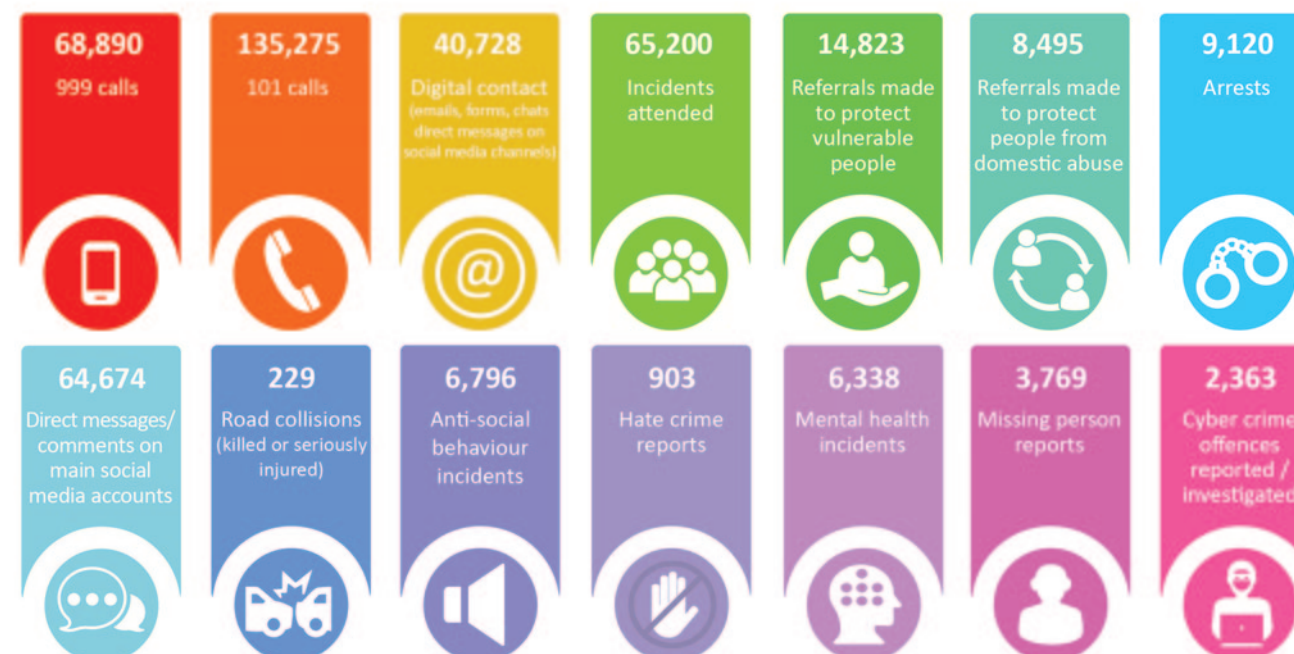 68,890
999 calls
135,275
101 calls
40,728
Digital contact
(emails, forms, chats
direct messages on
social media channels)
65,200
Incidents
attended
14,823
Referrals made
to protect
vulnerable
people
8,495
Referrals made
to protect
people from
domestic abuse
9,120
Arrests
@
64,674
Direct messages/
comments on
main social
media accounts
229
Road collisions
(killed or seriously
injured)
6,796
Anti-social
behaviour
incidents
903
Hate crime
reports
6,338
Mental health
incidents
3,769
Missing person
reports
2,363
Cyber crime
offences
reported /
investigated